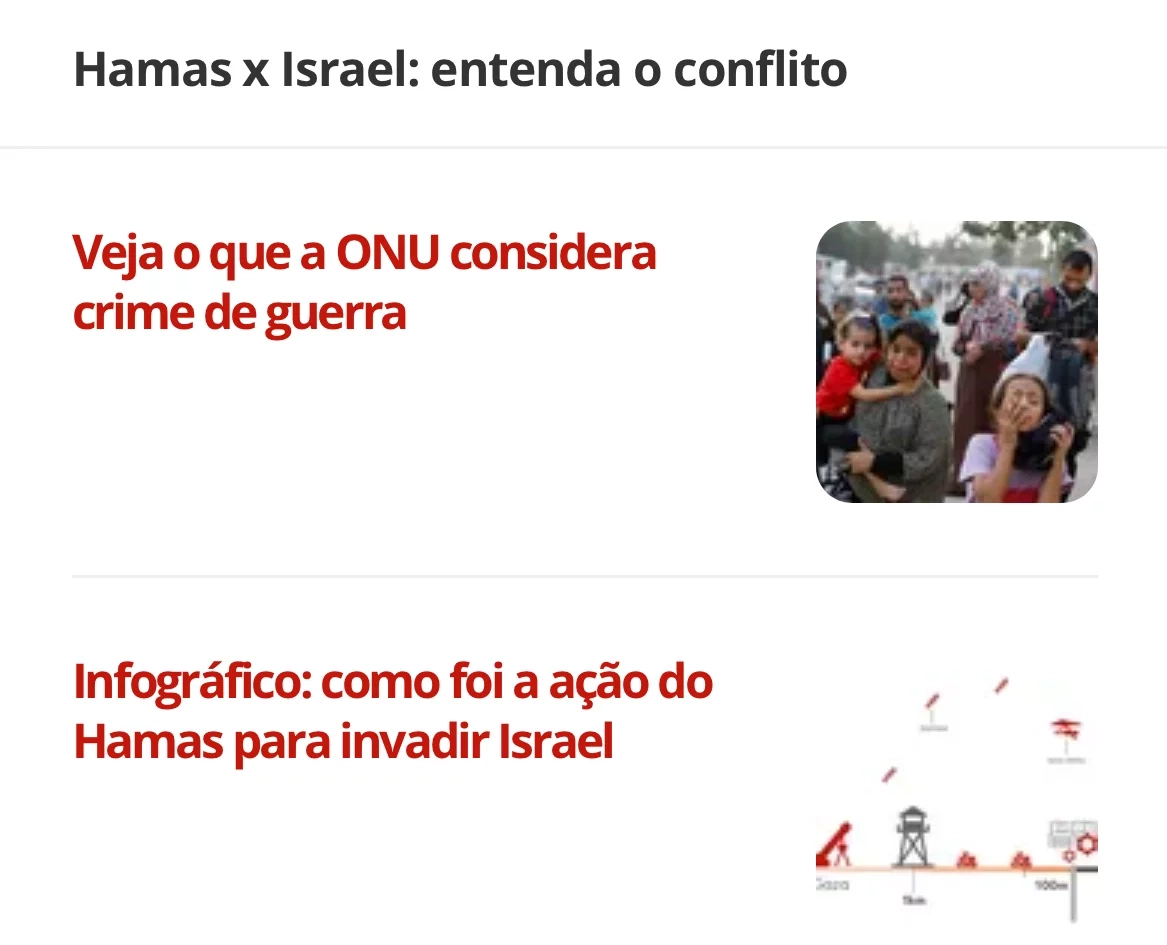 Hamas x Israel: entenda o conflito
Veja o que a ONU considera
crime de guerra
Infográfico: como foi a ação do
Hamas para invadir Israel
Gaza
1km
100m